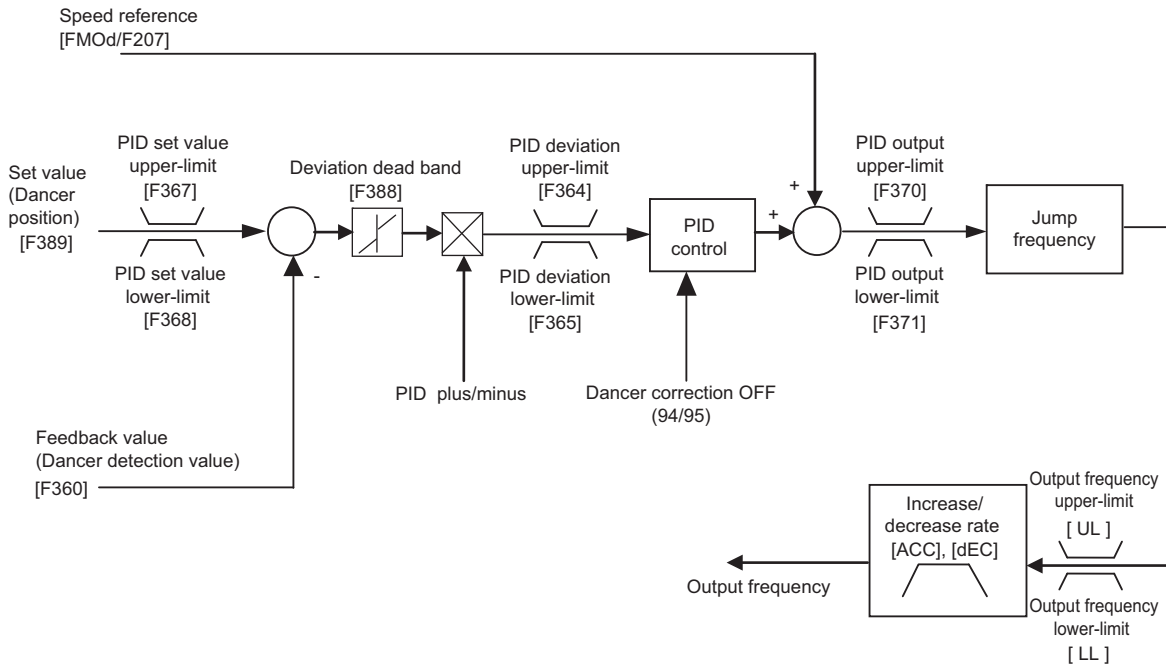 Speed reference
[FMOd/F207]
PID set value
upper-limit
[F367]
Set value
(Dancer
position)
[F389]
PID set value
lower-limit
[F368]
-
Deviation dead band
[F388]
PID plus/minus
PID deviation
upper-limit
[F364]
PID deviation
lower-limit
[F365]
PID
control
Dancer correction OFF
(94/95)
+
+
PID output
upper-limit
[F370]
PID output
lower-limit
[F371]
Jump
frequency
Feedback value
(Dancer detection value)
[F360]
Output frequency
upper-limit
[ UL ]
Output frequency
lower-limit
[ LL ]
Increase/
decrease rate
[ACC], [dEC]
Output frequency